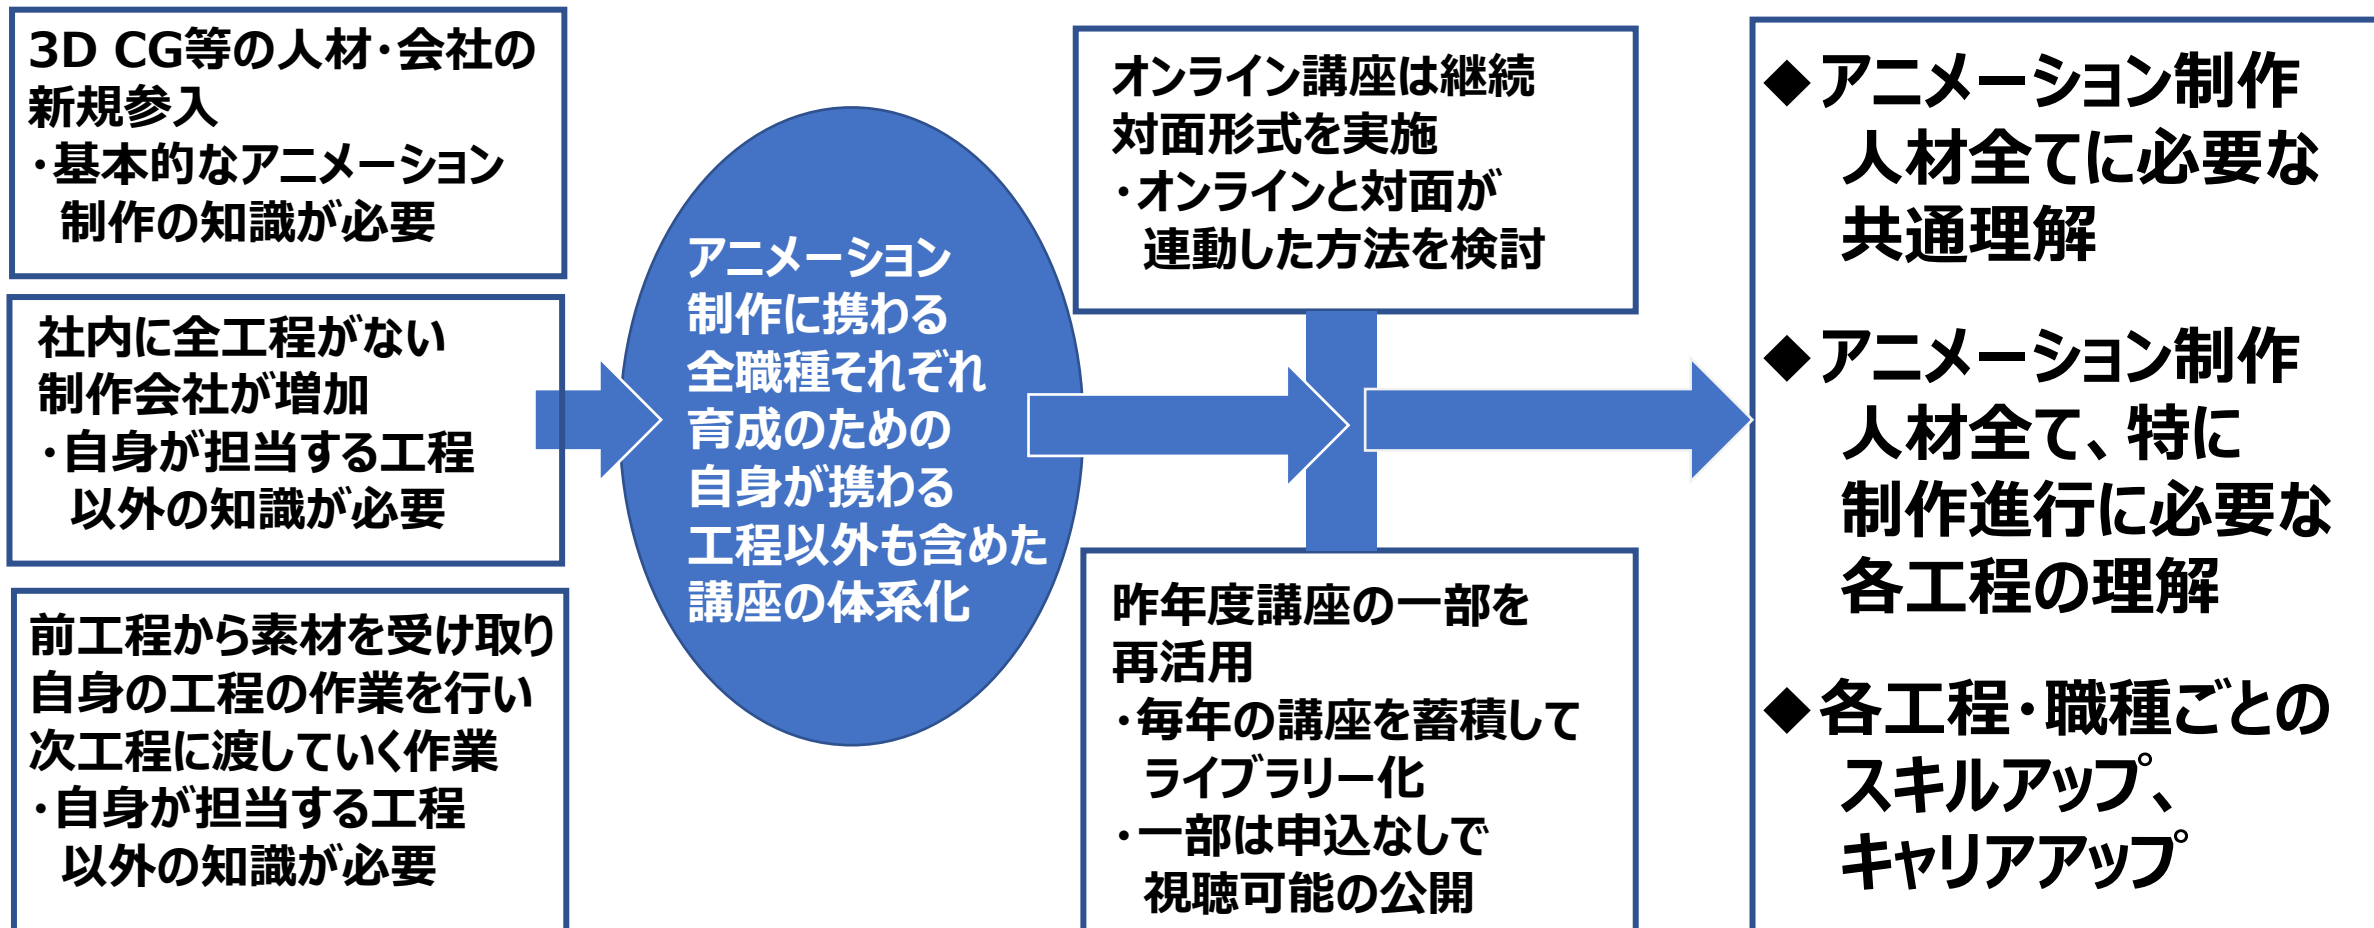 3D CG等の人材・会社の
新規参入
・基本的なアニメーション
制作の知識が必要
社内に全工程がない
制作会社が増加
・自身が担当する工程
以外の知識が必要
前工程から素材を受け取り
自身の工程の作業を行い
次工程に渡していく作業
・自身が担当する工程
以外の知識が必要
アニメーション
制作に携わる
全職種それぞれ
育成のための
自身が携わる
工程以外も含めた
講座の体系化
オンライン講座は継続
対面形式を実施
・オンラインと対面が
連動した方法を検討
昨年度講座の一部を
再活用
・毎年の講座を蓄積して
ライブラリー化
・一部は申込なしで
視聴可能の公開
◆アニメーション制作
人材全てに必要な
共通理解
◆アニメーション制作
人材全て、特に
制作進行に必要な
各工程の理解
◆各工程・職種ごとの
スキルアップ、
キャリアアップ